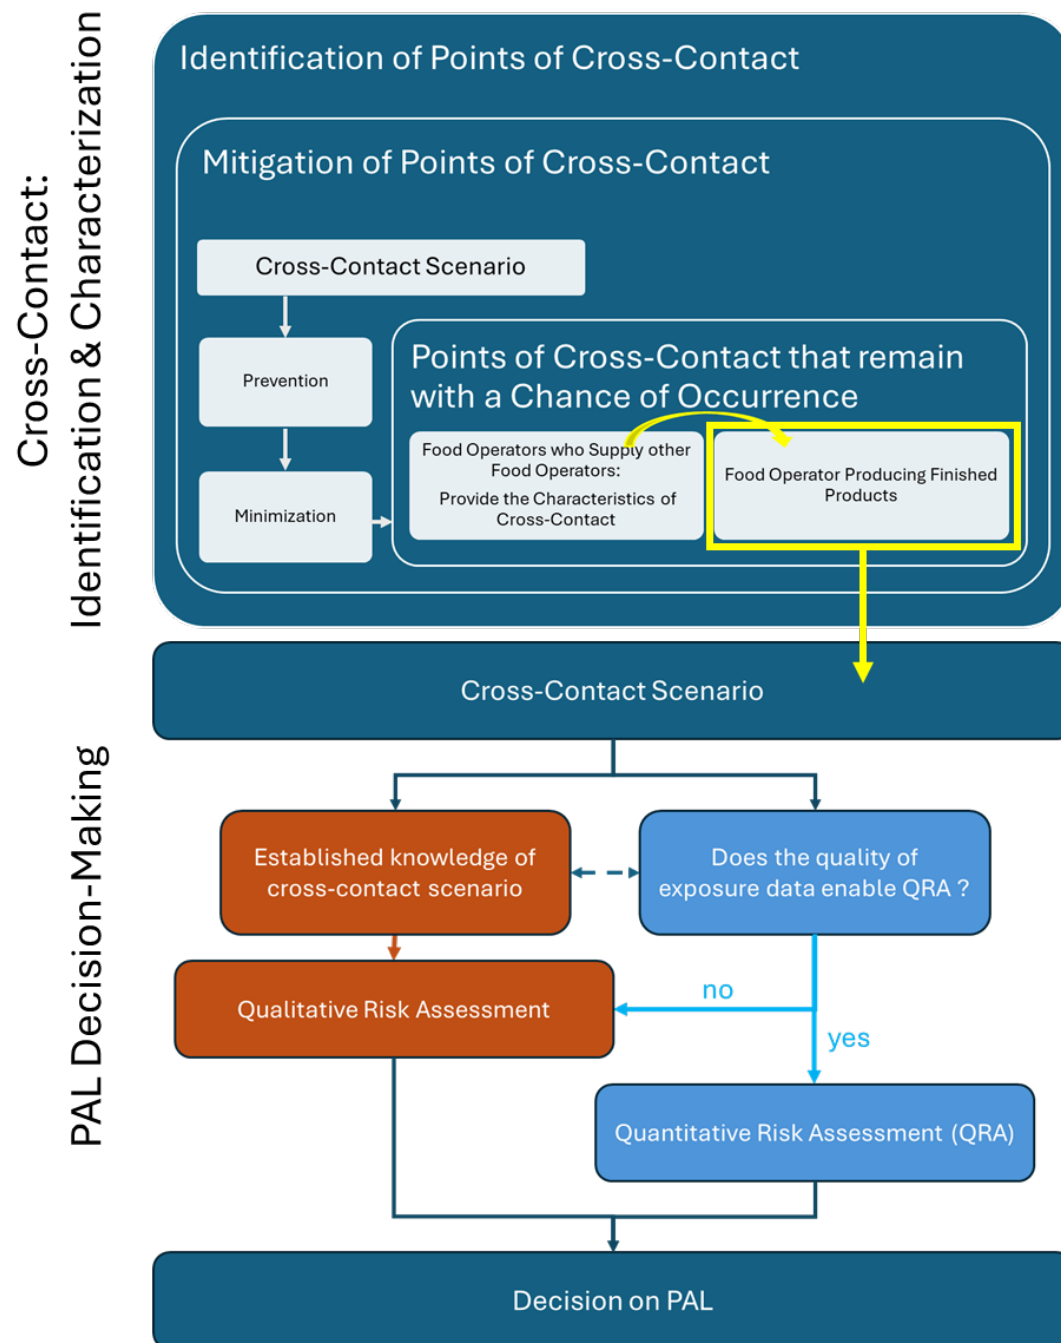 Cross-Contact:
Identification & Characterization
Identification of Points of Cross-Contact
Mitigation of Points of Cross-Contact
Cross-Contact Scenario
Prevention
Minimization
Points of Cross-Contact that remain
with a Chance of Occurrence
Food Operators who Supply other
Food Operators:
Provide the Characteristics of
Cross-Contact
Food Operator Producing Finished
Products
PAL Decision-Making
Cross-Contact Scenario
Established knowledge of
cross-contact scenario
Does the quality of
exposure data enable QRA ?
Qualitative Risk Assessment
no
yes
Quantitative Risk Assessment (QRA)
Decision on PAL